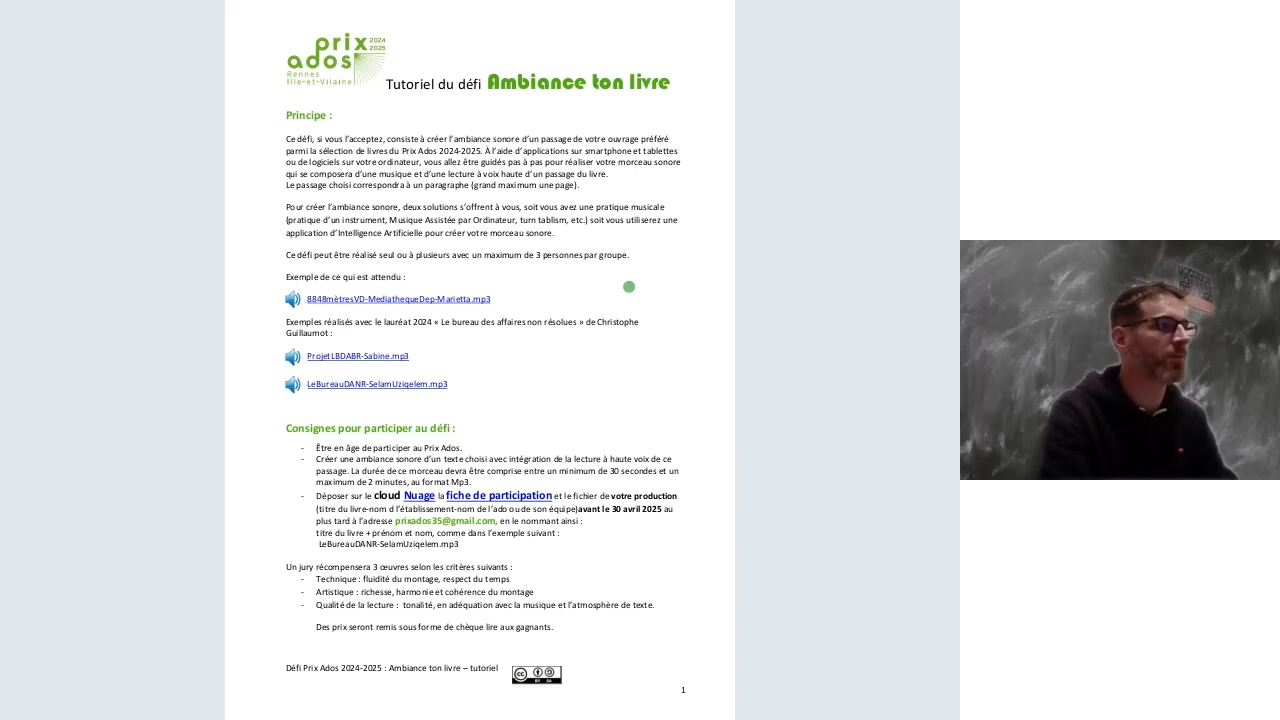 prix 2024
2025
ados
Rennes
Ille-et-Vilaine
Tutoriel du défi Ambiance ton livre
Principe :
Ce défi, si vous l'acceptez, consiste à créer l'ambiance sonore d'un passage de votre ouvrage préféré
parmi la sélection de livres du Prix Ados 2024-2025. À l'aide d'applications sur smartphone et tablettes
ou de logiciels sur votre ordinateur, vous allez être guidés pas à pas pour réaliser votre morceau sonore
qui se composera d'une musique et d'une lecture à voix haute d'un passage du livre.
Le passage choisi correspondra à un paragraphe (grand maximum une page).
Pour créer l'ambiance sonore, deux solutions s'offrent à vous, soit vous avez une pratique musicale
(pratique d'un instrument, Musique Assistée par Ordinateur, turn tablism, etc.) soit vous utiliserez une
application d'Intelligence Artificielle pour créer votre morceau sonore.
Ce défi peut être réalisé seul ou à plusieurs avec un maximum de 3 personnes par groupe.
Exemple de ce qui est attendu :
8848mètresVD-MediathequeDep-Marietta.mp3
Exemples réalisés avec le lauréat 2024 « Le bureau des affaires non résolues » de Christophe
Guillaumot :
ProjetLBDABR-Sabine.mp3
LeBureauDANR-SelamUziqelem.mp3
Consignes pour participer au défi :
- Être en âge de participer au Prix Ados.
- Créer une ambiance sonore d'un texte choisi avec intégration de la lecture à haute voix de ce
passage. La durée de ce morceau devra être comprise entre un minimum de 30 secondes et un
maximum de 2 minutes, au format Mp3.
- Déposer sur le cloud Nuage la fiche de participation et le fichier de votre production
(titre du livre-nom d l'établissement-nom de l'ado ou de son équipe)avant le 30 avril 2025 au
plus tard à l'adresse prixados35@gmail.com, en le nommant ainsi :
titre du livre + prénom et nom, comme dans l'exemple suivant :
LeBureauDANR-SelamUziqelem.mp3
Un jury récompensera 3 œuvres selon les critères suivants :
- Technique : fluidité du montage, respect du temps
- Artistique : richesse, harmonie et cohérence du montage
- Qualité de la lecture : tonalité, en adéquation avec la musique et l'atmosphère de texte.
Des prix seront remis sous forme de chèque lire aux gagnants.
Défi Prix Ados 2024-2025 : Ambiance ton livre – tutoriel
cc BY SA
1